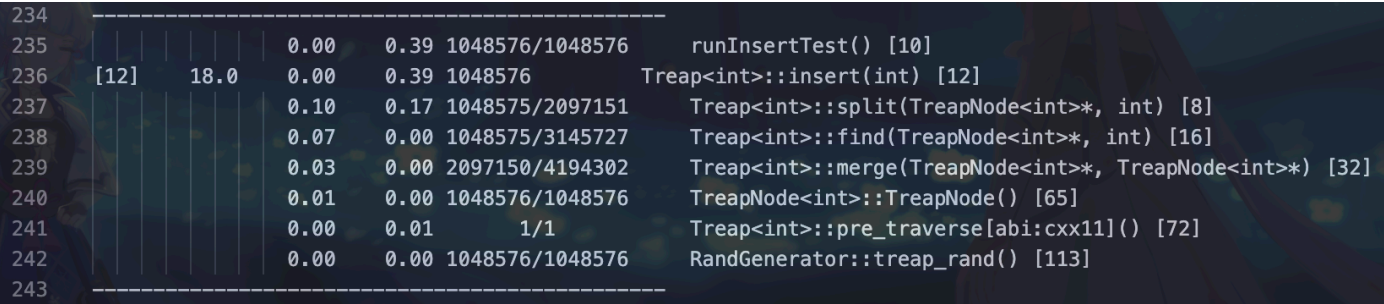 234 -----------------------------------------------
235 0.00 0.39 1048576/1048576 runInsertTest() [10]
236 [12] 18.0 0.00 0.39 1048576 Treap<int>::insert(int) [12]
237 0.10 0.17 1048575/2097151 Treap<int>::split(TreapNode<int>*, int) [8]
238 0.07 0.00 1048575/3145727 Treap<int>::find(TreapNode<int>*, int) [16]
239 0.03 0.00 2097150/4194302 Treap<int>::merge(TreapNode<int>*, TreapNode<int>*) [32]
240 0.01 0.00 1048576/1048576 TreapNode<int>::TreapNode() [65]
241 0.00 0.01 1/1 Treap<int>::pre_traverse[abi:cxx11]() [72]
242 0.00 0.00 1048576/1048576 RandGenerator::treap_rand() [113]
243 -----------------------------------------------